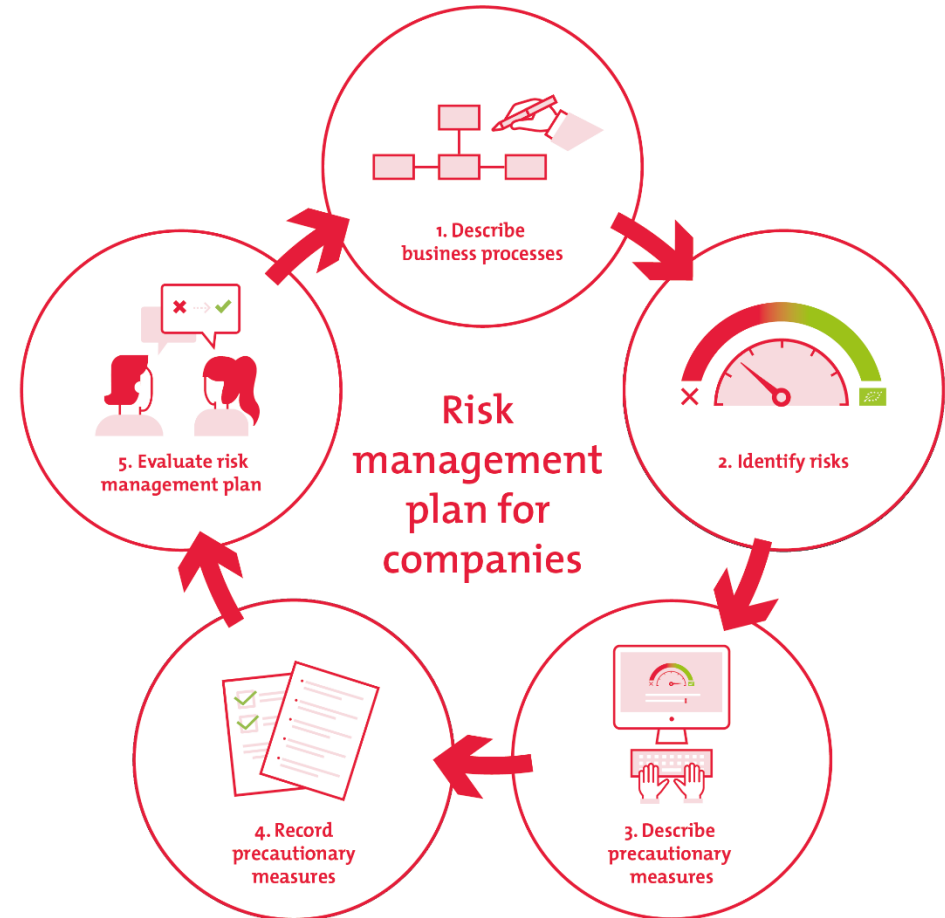 1. Describe
business processes
2. Identify risks
3. Describe
precautionary
measures
4. Record
precautionary
measures
5. Evaluate risk
management plan
Risk
management
plan for
companies